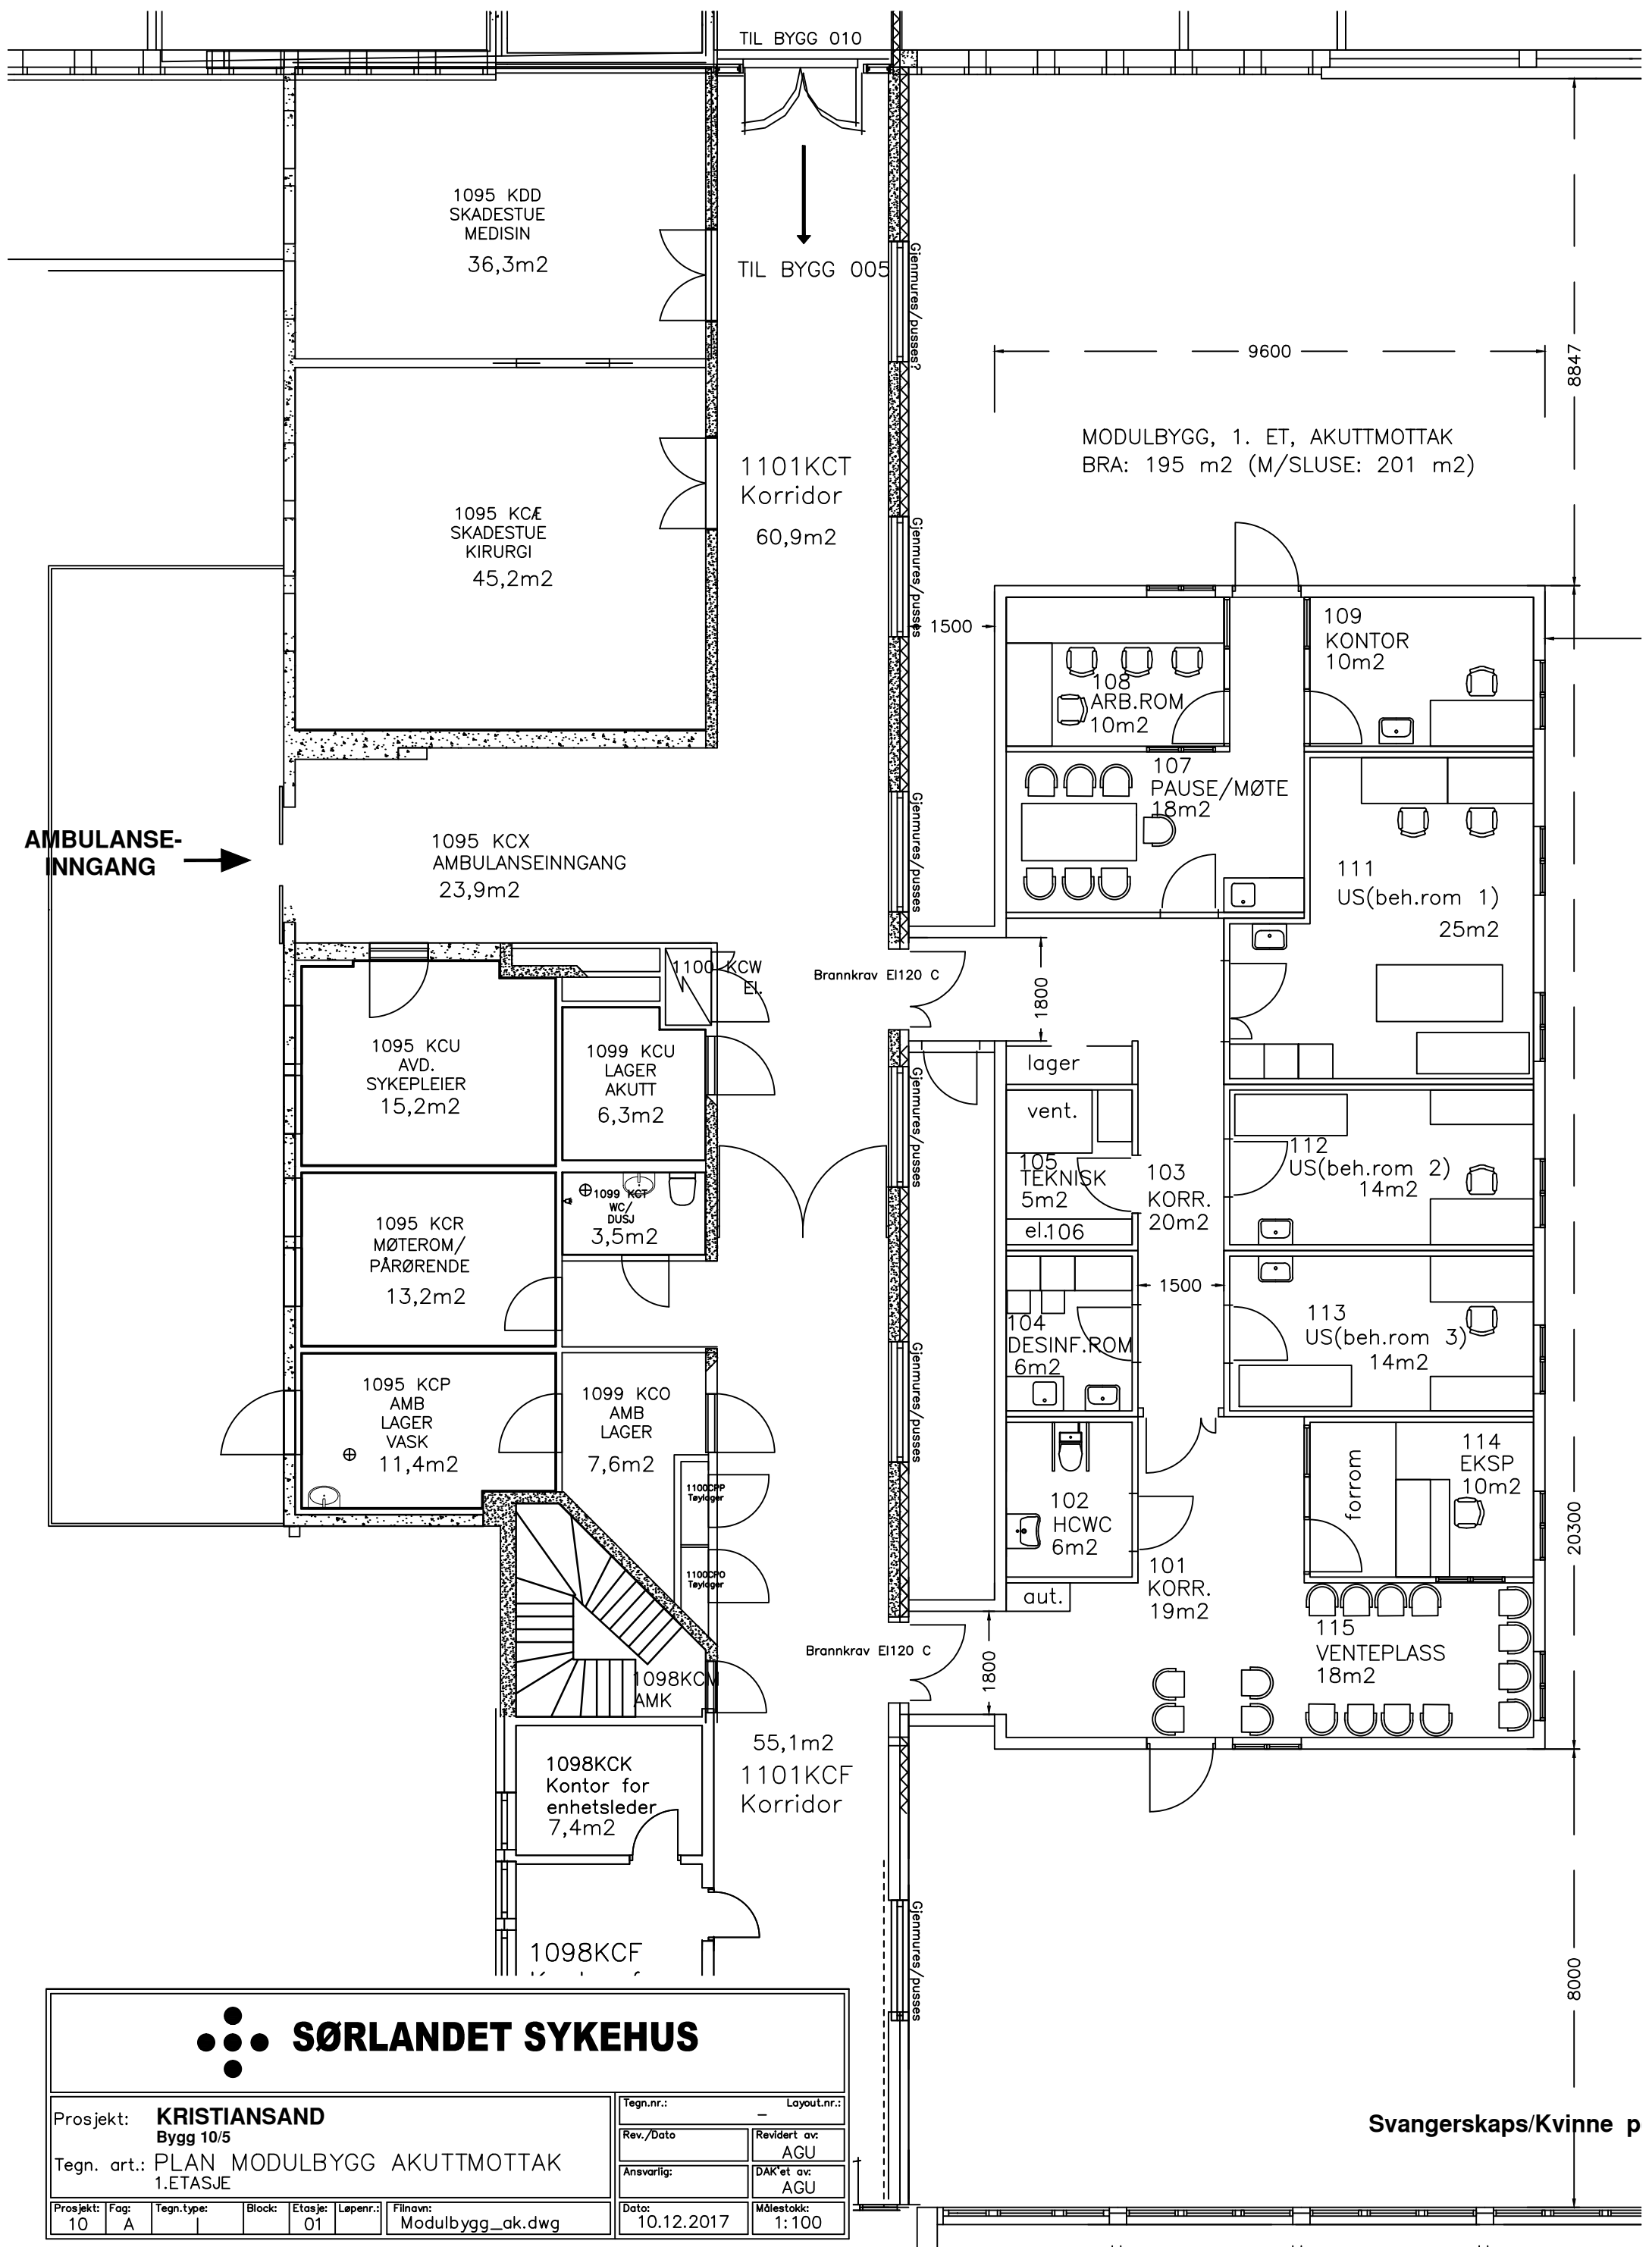 TIL BYGG 010
1095 KDD
SKADESTUE
MEDISIN
36,3m2
TIL BYGG 005
Gjenmures/pusses?
9600
8847
MODULBYGG, 1. ET, AKUTTMOTTAK
BRA: 195 m2 (M/SLUSE: 201 m2)
1101KCT
Korridor
60,9m2
1095 KCÆ
SKADESTUE
KIRURGI
45,2m2
Gjenmures/pusses
1500
109
KONTOR
10m2
108
ARB.ROM
10m2
107
PAUSE/MØTE
18m2
AMBULANSE-
INNGANG
1095 KCX
AMBULANSEINNGANG
23,9m2
Gjenmures/pusses
111
US(beh.rom 1)
25m2
1100 KCW
EL
Brannkrav EI120 C
1800
1095 KCU
AVD.
SYKEPLEIER
15,2m2
1099 KCU
LAGER
AKUTT
6,3m2
Gjenmures/pusses
lager
vent.
105
TEKNISK
5m2
el.106
103
KORR.
20m2
112
US(beh.rom 2)
14m2
1099 KCT
WC/
DUSJ
3,5m2
1095 KCR
MØTEROM/
PÅRØRENDE
13,2m2
1500
104
DESINF.ROM
6m2
113
US(beh.rom 3)
14m2
Gjenmures/pusses
1095 KCP
AMB
LAGER
VASK
11,4m2
1099 KCO
AMB
LAGER
7,6m2
1100CPP
Tøylager
1100CPO
Tøylager
102
HCWC
6m2
forrom
114
EKSP
10m2
20300
101
KORR.
19m2
aut.
115
VENTEPLASS
18m2
Brannkrav EI120 C
1800
1098KCM
AMK
55,1m2
1101KCF
Korridor
1098KCK
Kontor for
enhetsleder
7,4m2
Gjenmures/pusses
8000
1098KCF
SØRLANDET SYKEHUS
Prosjekt: KRISTIANSAND
Bygg 10/5
Tegn. art.: PLAN MODULBYGG AKUTTMOTTAK
1.ETASJE
Tegn.nr.: – Layout.nr.:
Rev./Dato
Revidert av:
AGU
Ansvarlig:
DAK'et av:
AGU
Prosjekt: Fag: Tegn.type: Block: Etasje: Løpenr.: Filnavn: Dato: Målestokk:
10 A I 01 Modulbygg_ak.dwg 10.12.2017 1:100
Svangerskaps/Kvinne p